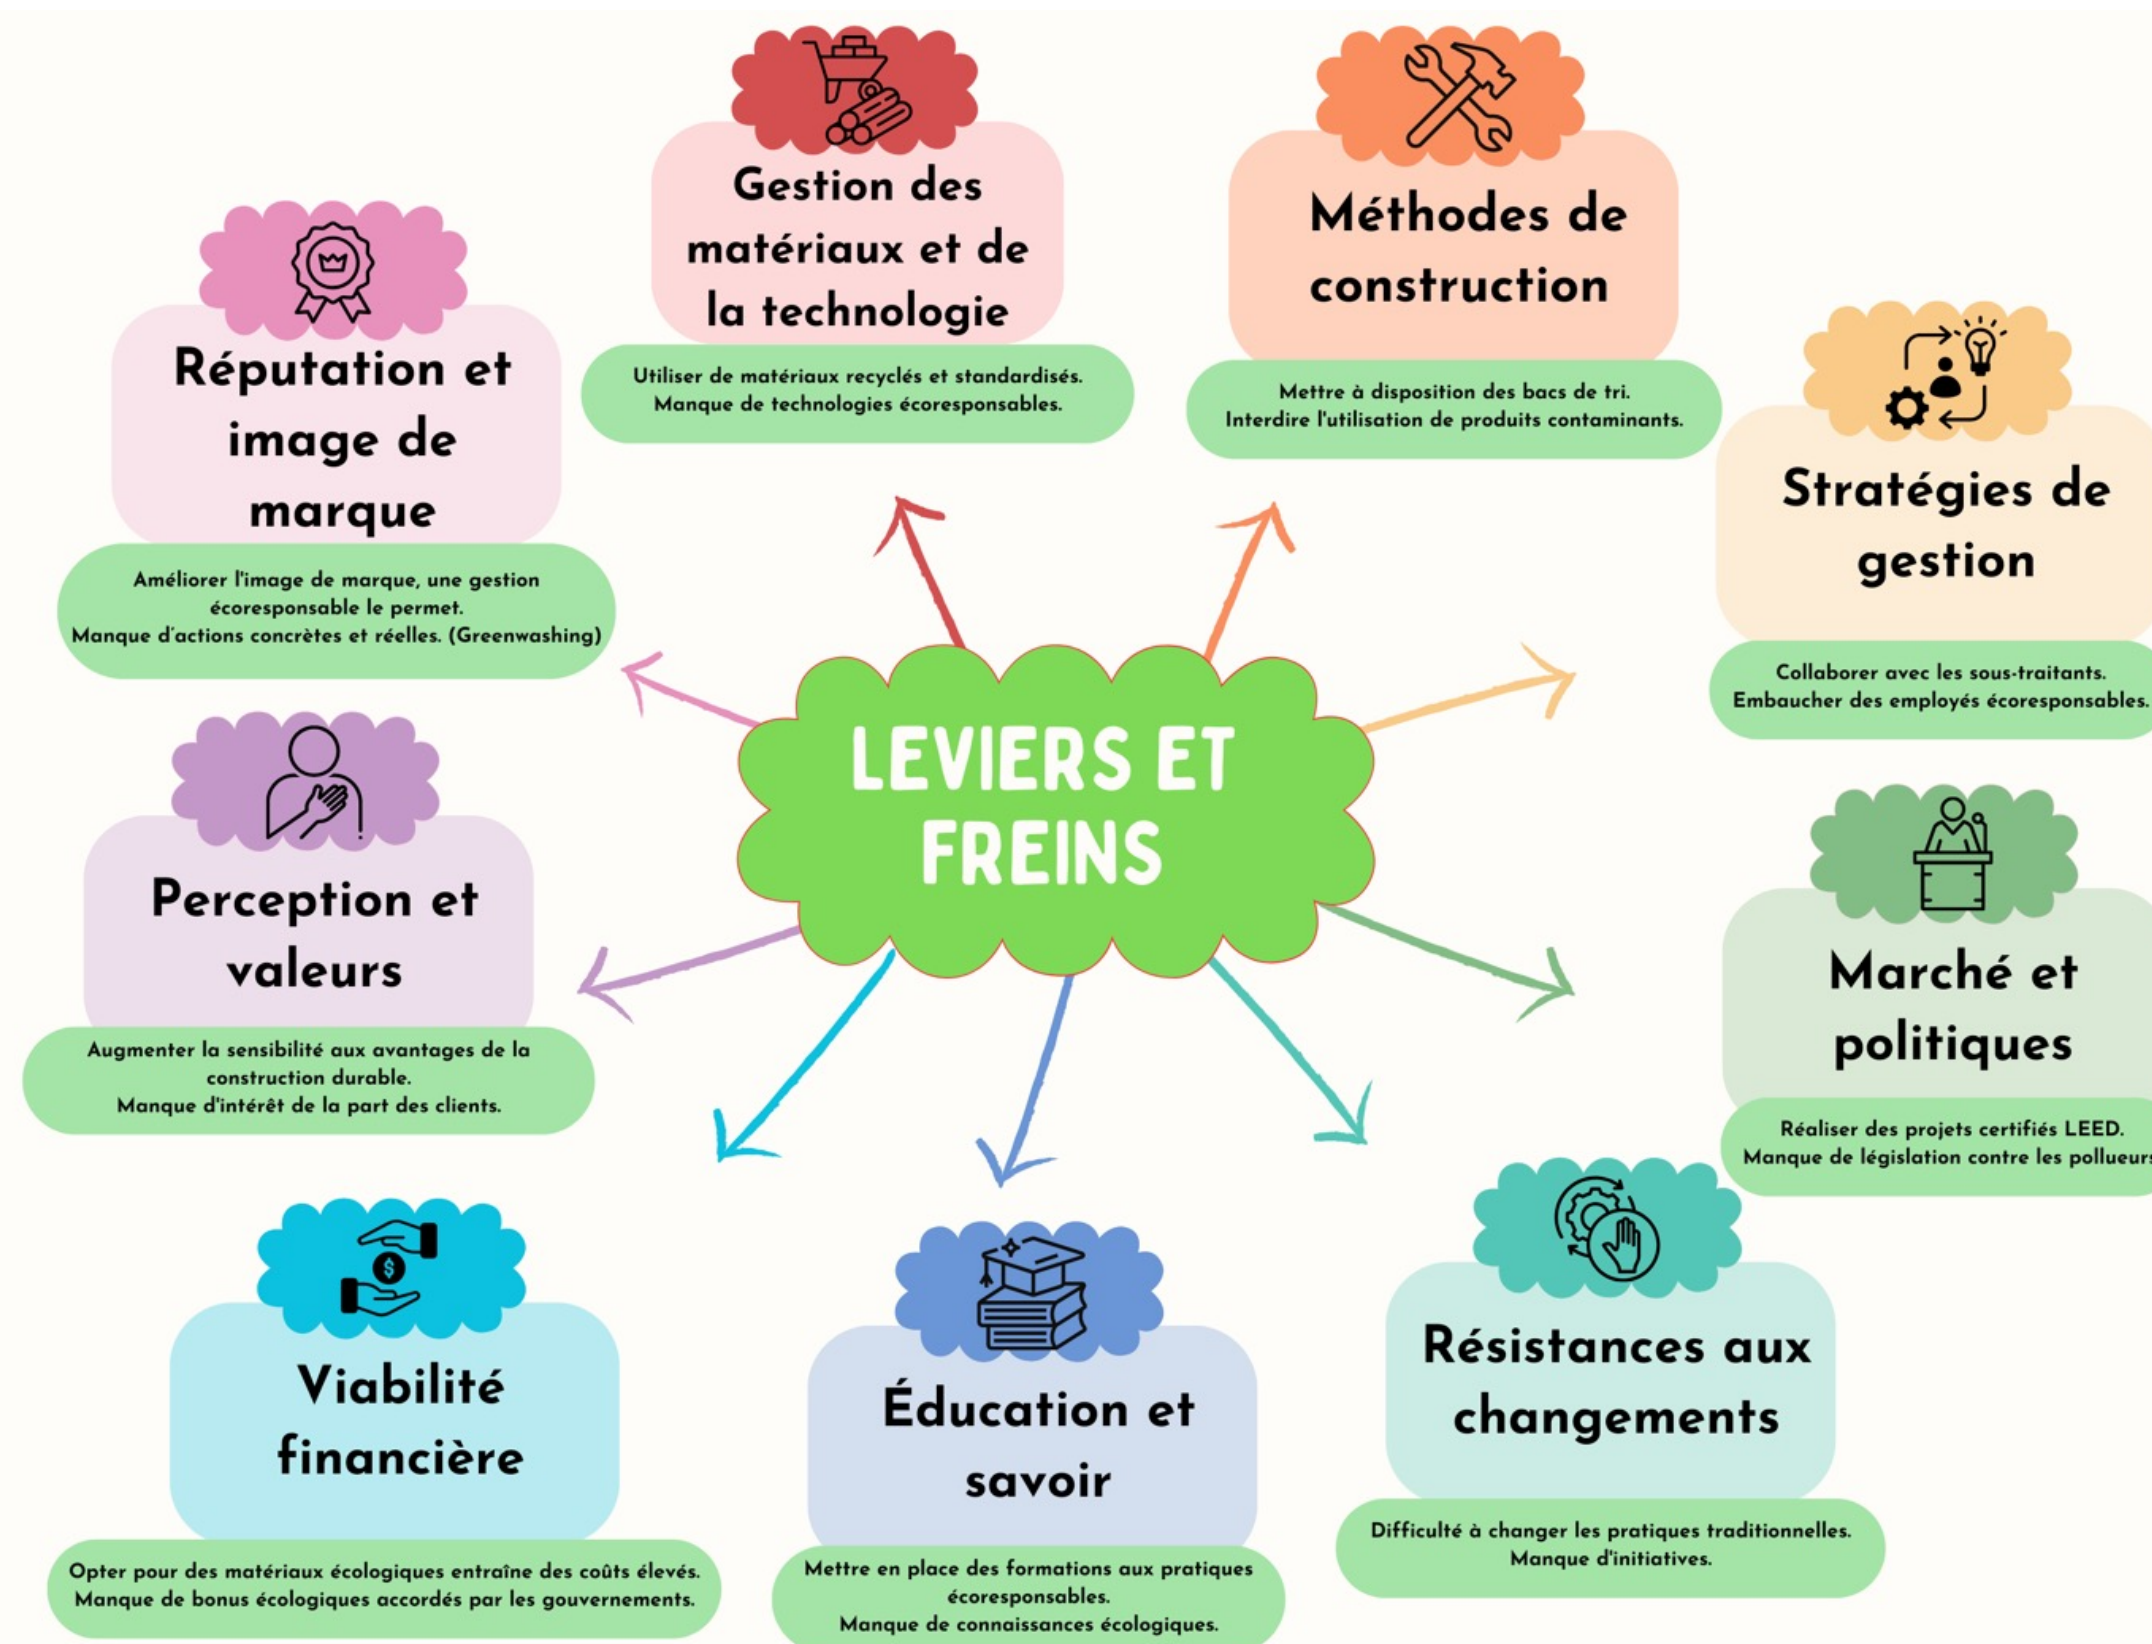 Gestion des
matériaux et de
la technologie
Utiliser de matériaux recyclés et standardisés.
Manque de technologies écoresponsables.
Méthodes de
construction
Mettre à disposition des bacs de tri.
Interdire l'utilisation de produits contaminants.
Réputation et
image de
marque
Améliorer l'image de marque, une gestion
écoresponsable le permet.
Manque d'actions concrètes et réelles. (Greenwashing)
Stratégies de
gestion
Collaborer avec les sous-traitants.
Embaucher des employés écoresponsables.
LEVIERS ET
FREINS
Perception et
valeurs
Augmenter la sensibilité aux avantages de la
construction durable.
Manque d'intérêt de la part des clients.
Marché et
politiques
Réaliser des projets certifiés LEED.
Manque de législation contre les pollueurs
Viabilité
financière
Opter pour des matériaux écologiques entraîne des coûts élevés.
Manque de bonus écologiques accordés par les gouvernements.
Éducation et
savoir
Mettre en place des formations aux pratiques
écoresponsables.
Manque de connaissances écologiques.
Résistances aux
changements
Difficulté à changer les pratiques traditionnelles.
Manque d'initiatives.